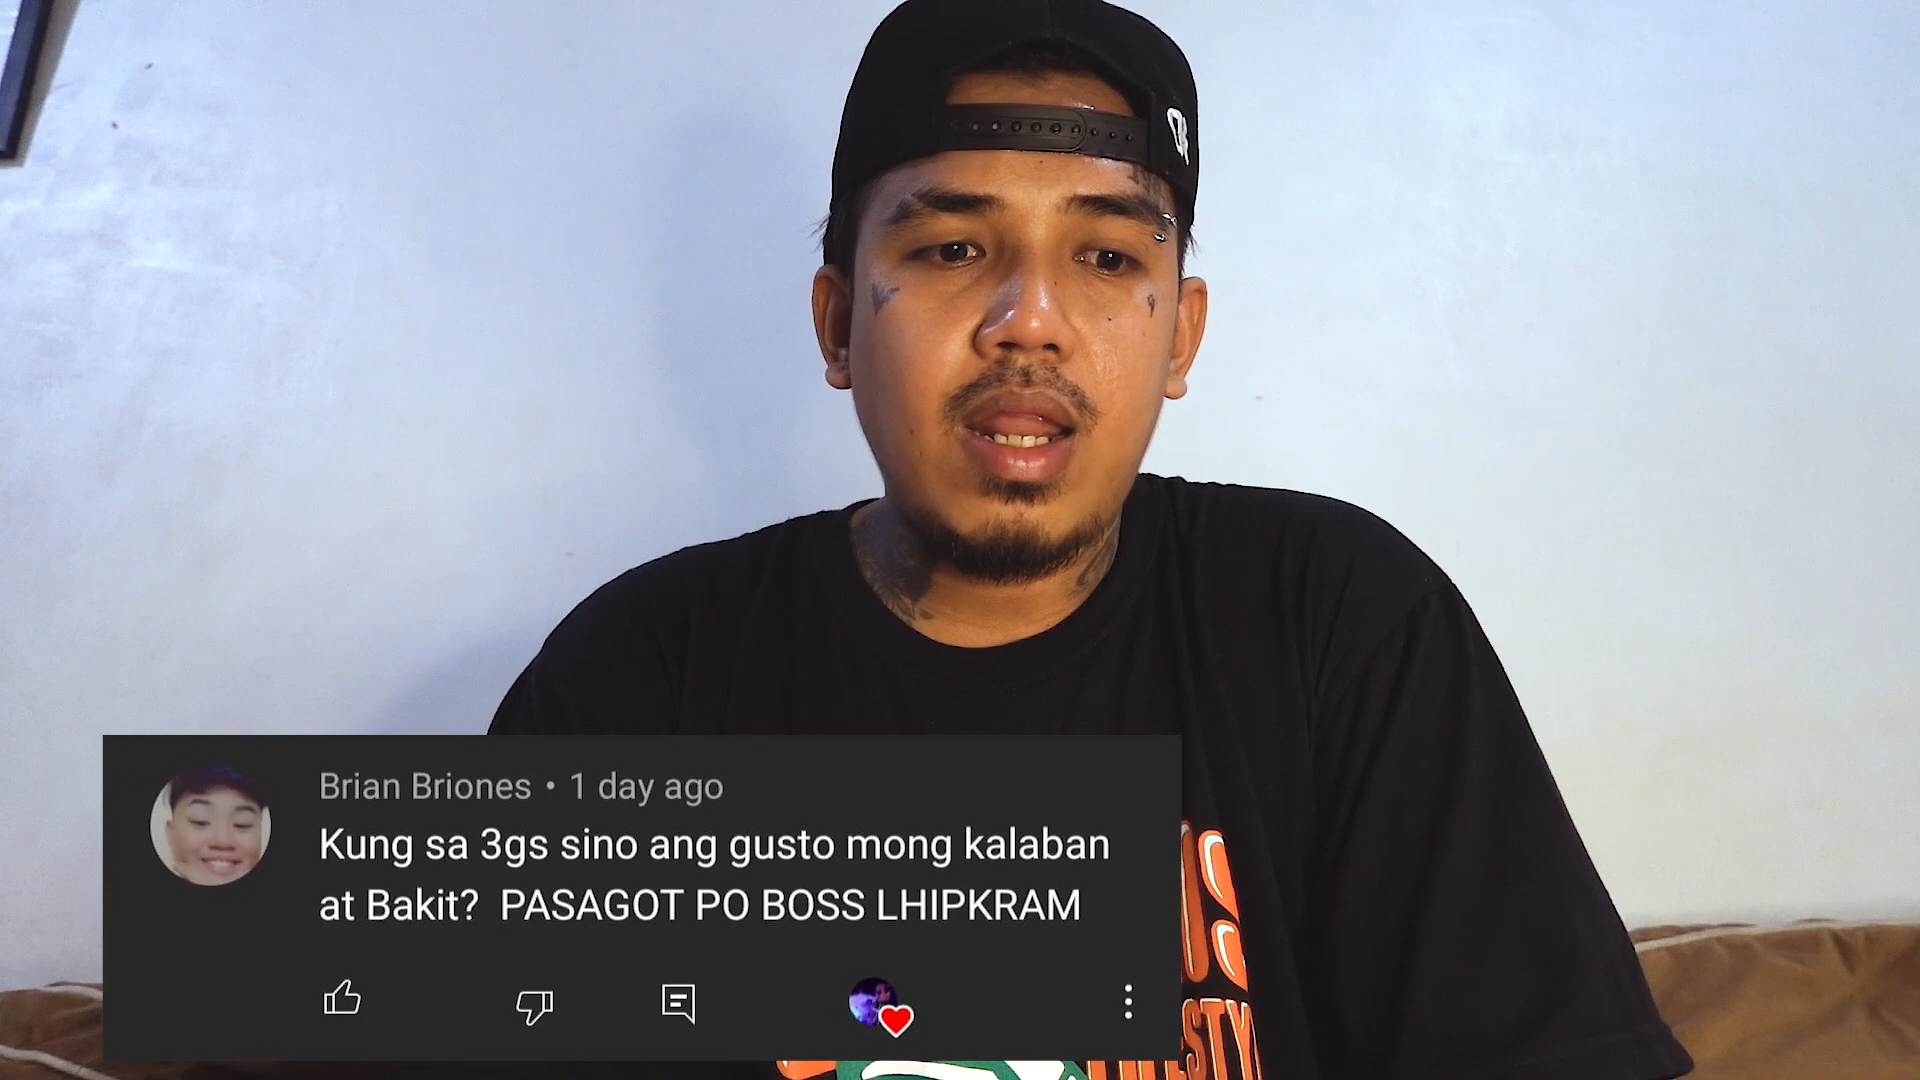 Brian Briones • 1 day ago
Kung sa 3gs sino ang gusto mong kalaban
at Bakit? PASAGOT PO BOSS LHIPKRAM